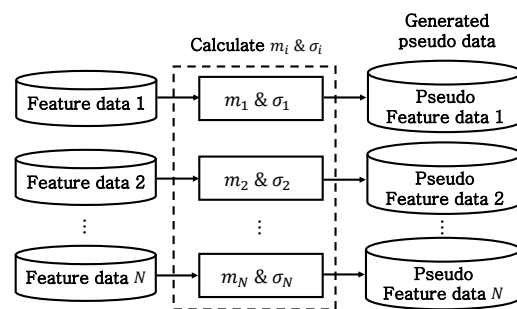 Generated
pseudo data
Calculate m_i & σ_i
Feature data 1
m_1 & σ_1
Pseudo
Feature data 1
Feature data 2
m_2 & σ_2
Pseudo
Feature data 2
⋮ ⋮ ⋮
Feature data N
m_N & σ_N
Pseudo
Feature data N